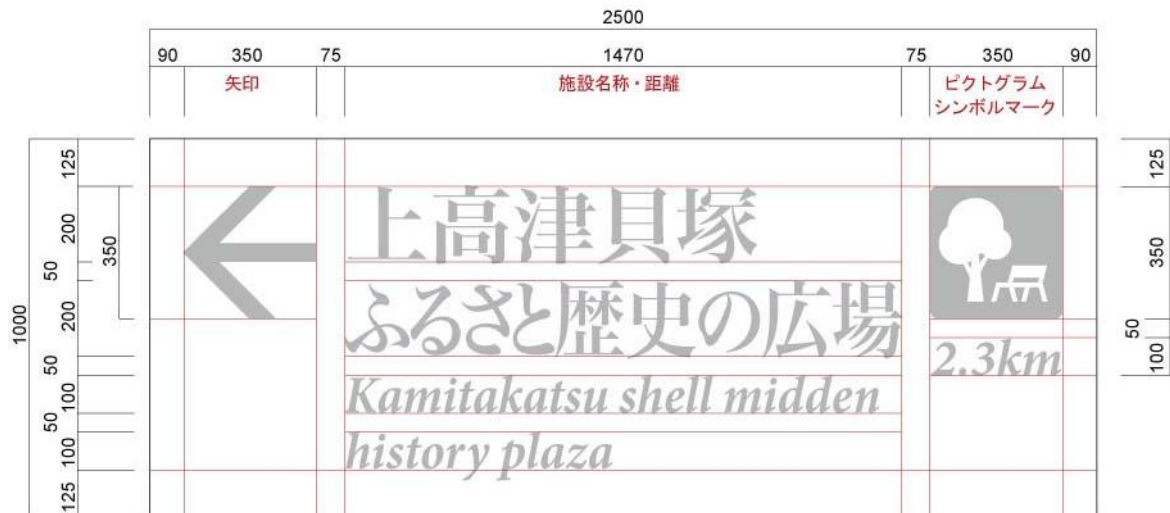 2500
90 350 75 1470 75 350 90
矢印
施設名称・距離
ピクトグラム
シンボルマーク
1000
125
200
50
200
50
100
50
100
125
350
上高津貝塚
ふるさと歴史の広場
Kamitakatsu shell midden
history plaza
2.3km
125
350
50
100